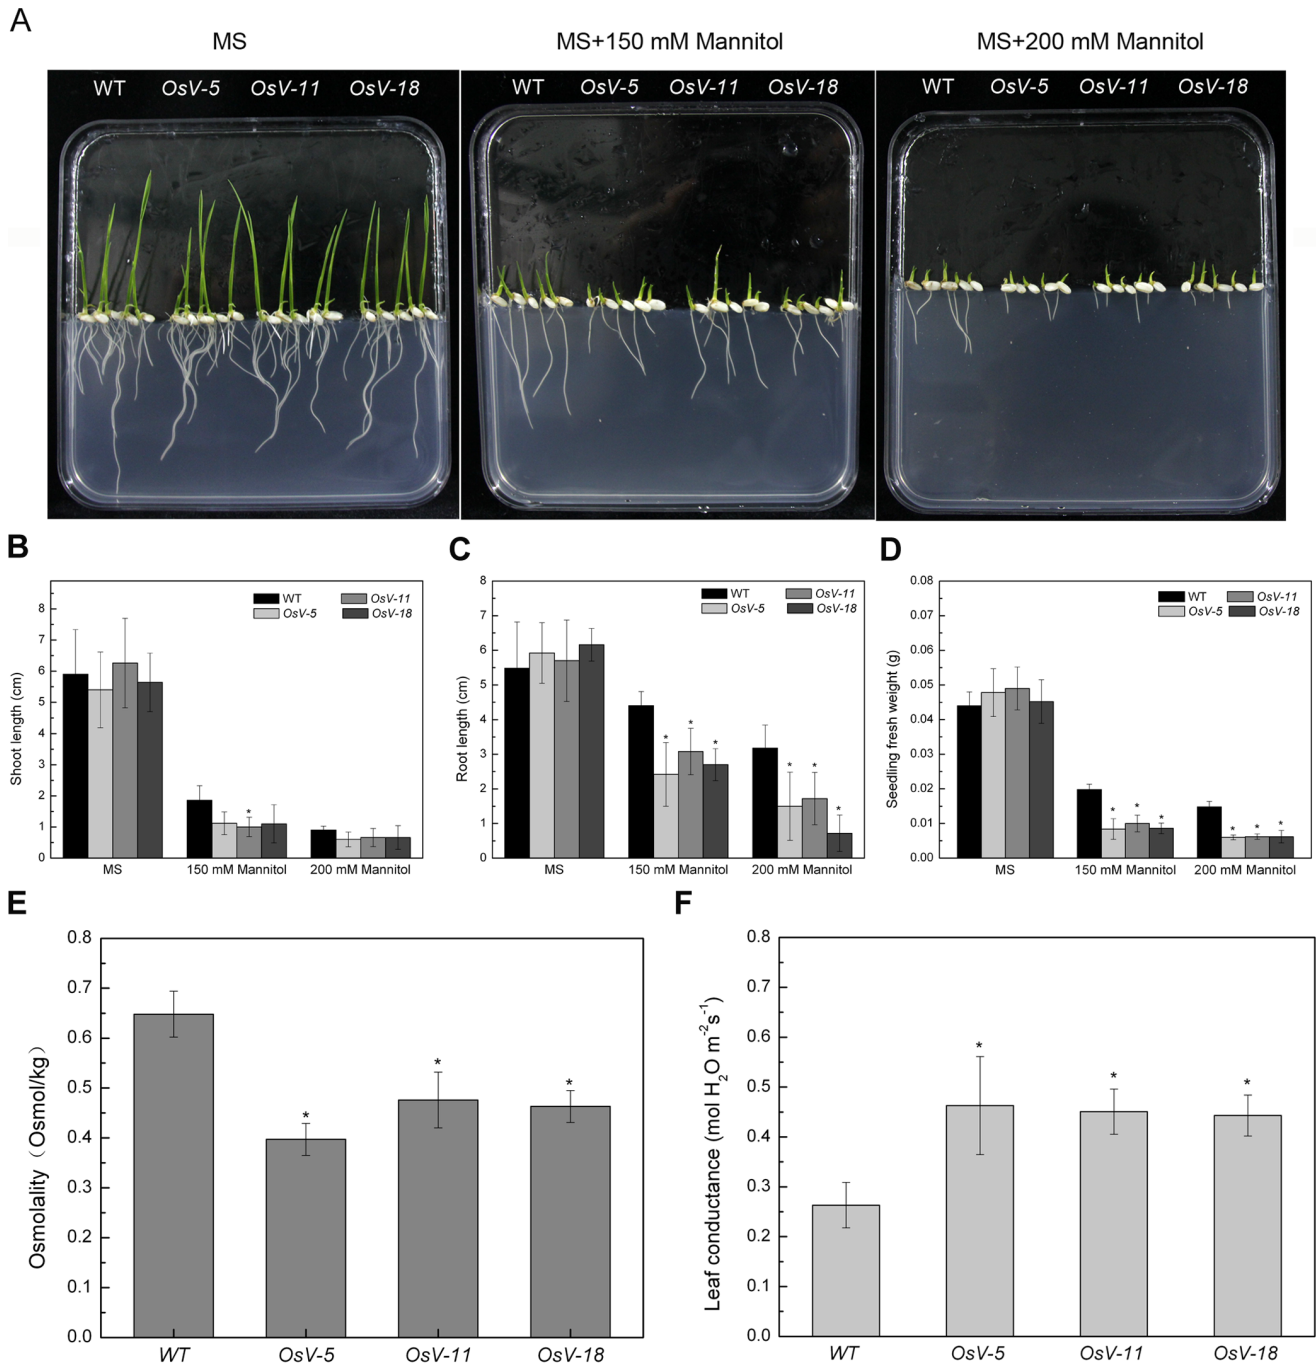 A
MS
MS+150 mM Mannitol
MS+200 mM Mannitol
WT OsV-5 OsV-11 OsV-18
WT OsV-5 OsV-11 OsV-18
WT OsV-5 OsV-11 OsV-18
B
Shoot length (cm)
8
7
6
5
4
3
2
1
0
WT
OsV-5
OsV-11
OsV-18
*
MS
150 mM Mannitol
200 mM Mannitol
C
Root length (cm)
8
7
6
5
4
3
2
1
0
WT
OsV-5
OsV-11
OsV-18
* * *
* * *
MS
150 mM Mannitol
200 mM Mannitol
D
Seedling fresh weight (g)
0.08
0.07
0.06
0.05
0.04
0.03
0.02
0.01
0.00
WT
OsV-5
OsV-11
OsV-18
* * *
* * *
MS
150 mM Mannitol
200 mM Mannitol
E
Osmolality（Osmol/kg）
0.8
0.7
0.6
0.5
0.4
0.3
0.2
0.1
0.0
* * *
WT
OsV-5
OsV-11
OsV-18
F
Leaf conductance (mol H₂O m⁻²s⁻¹)
0.8
0.7
0.6
0.5
0.4
0.3
0.2
0.1
0.0
* * *
WT
OsV-5
OsV-11
OsV-18